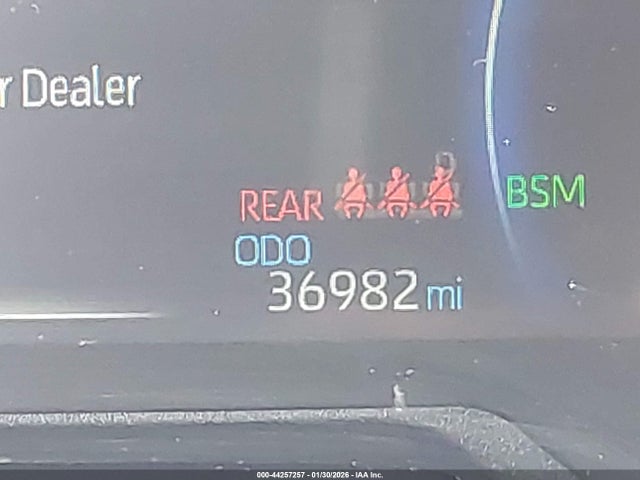 Dealer
REAR
BSM
ODO
36982 mi
000-44257257 - 01/30/2026 - IAA Inc.